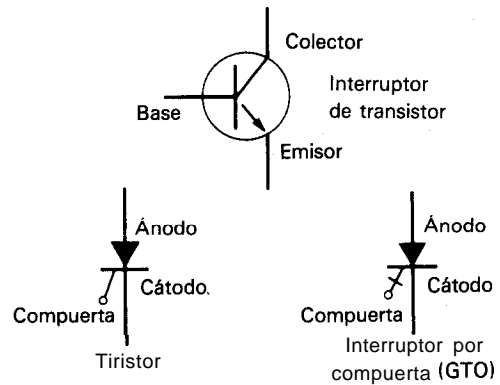 Colector
Interruptor
de transistor
Base
Emisor
Ánodo
Cátodo.
Compuerta
Tiristor
Ánodo
Cátodo
Compuerta
Interruptor por
compuerta (GTO)